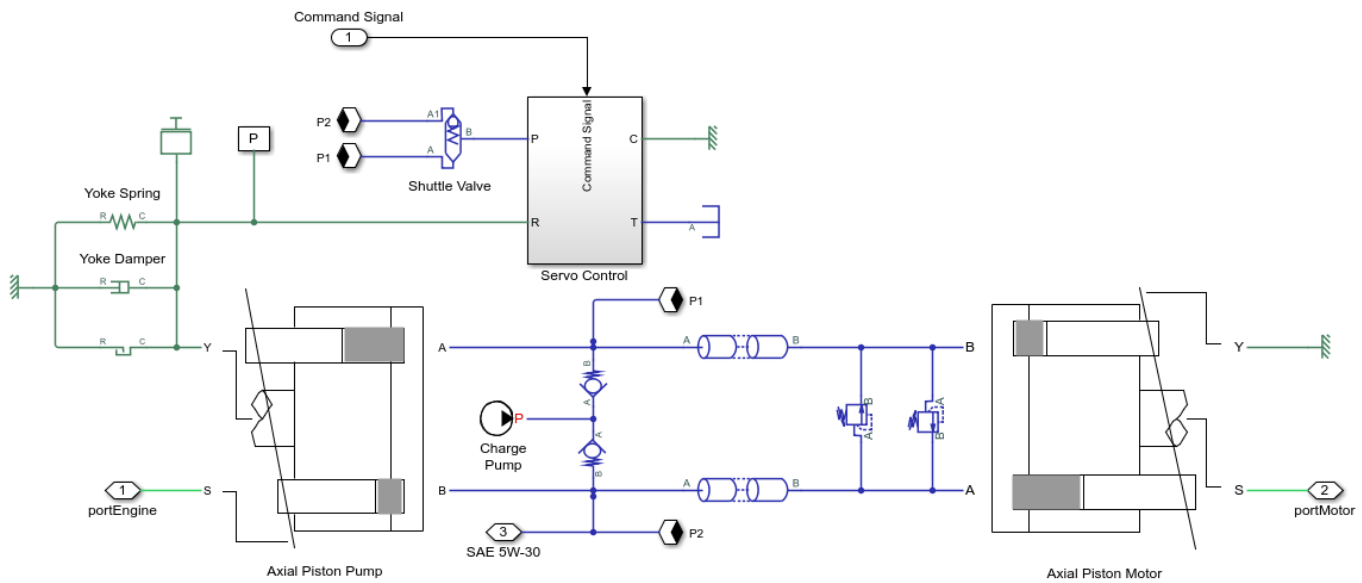 Command Signal
1
P2
A1
B
P
P1
A
Shuttle Valve
Command Signal
P
C
R
T
A
Servo Control
Yoke Spring
R
C
Yoke Damper
R
C
R
C
Y
S
1
portEngine
Axial Piston Pump
P1
A
B
A
P
Charge
Pump
A
B
B
3
SAE 5W-30
P2
A
B
A
B
B
A
A
B
B
A
Y
S
2
portMotor
Axial Piston Motor